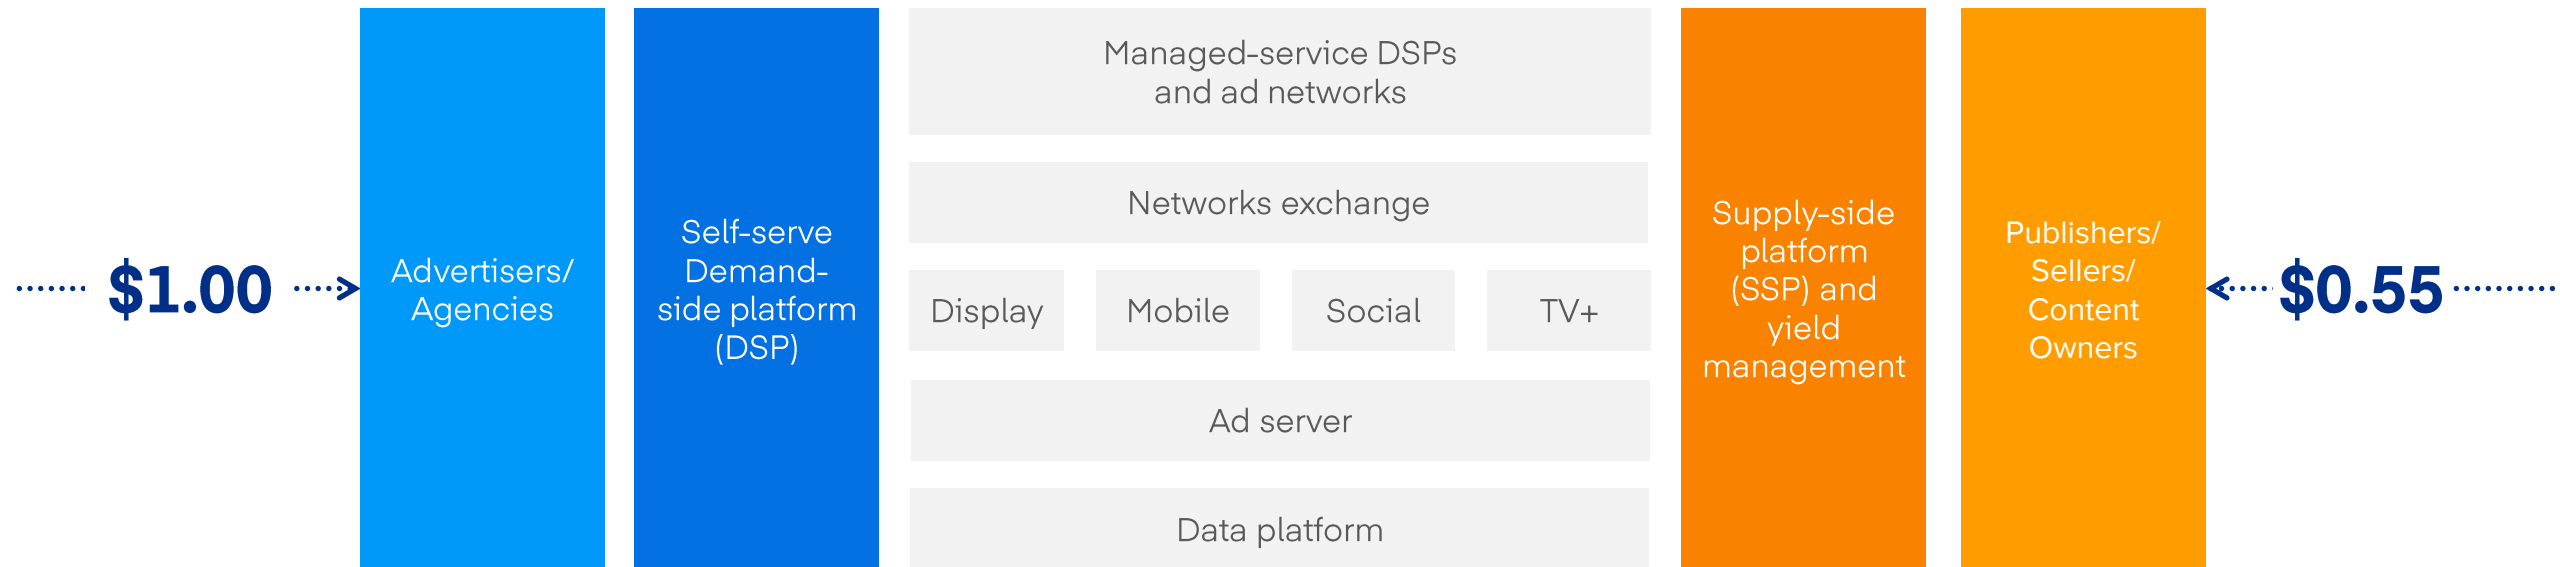 $1.00
Advertisers/
Agencies
Self-serve
Demand-
side platform
(DSP)
Managed-service DSPs
and ad networks
Networks exchange
Display
Mobile
Social
TV+
Ad server
Data platform
Supply-side
platform
(SSP) and
yield
management
Publishers/
Sellers/
Content
Owners
$0.55